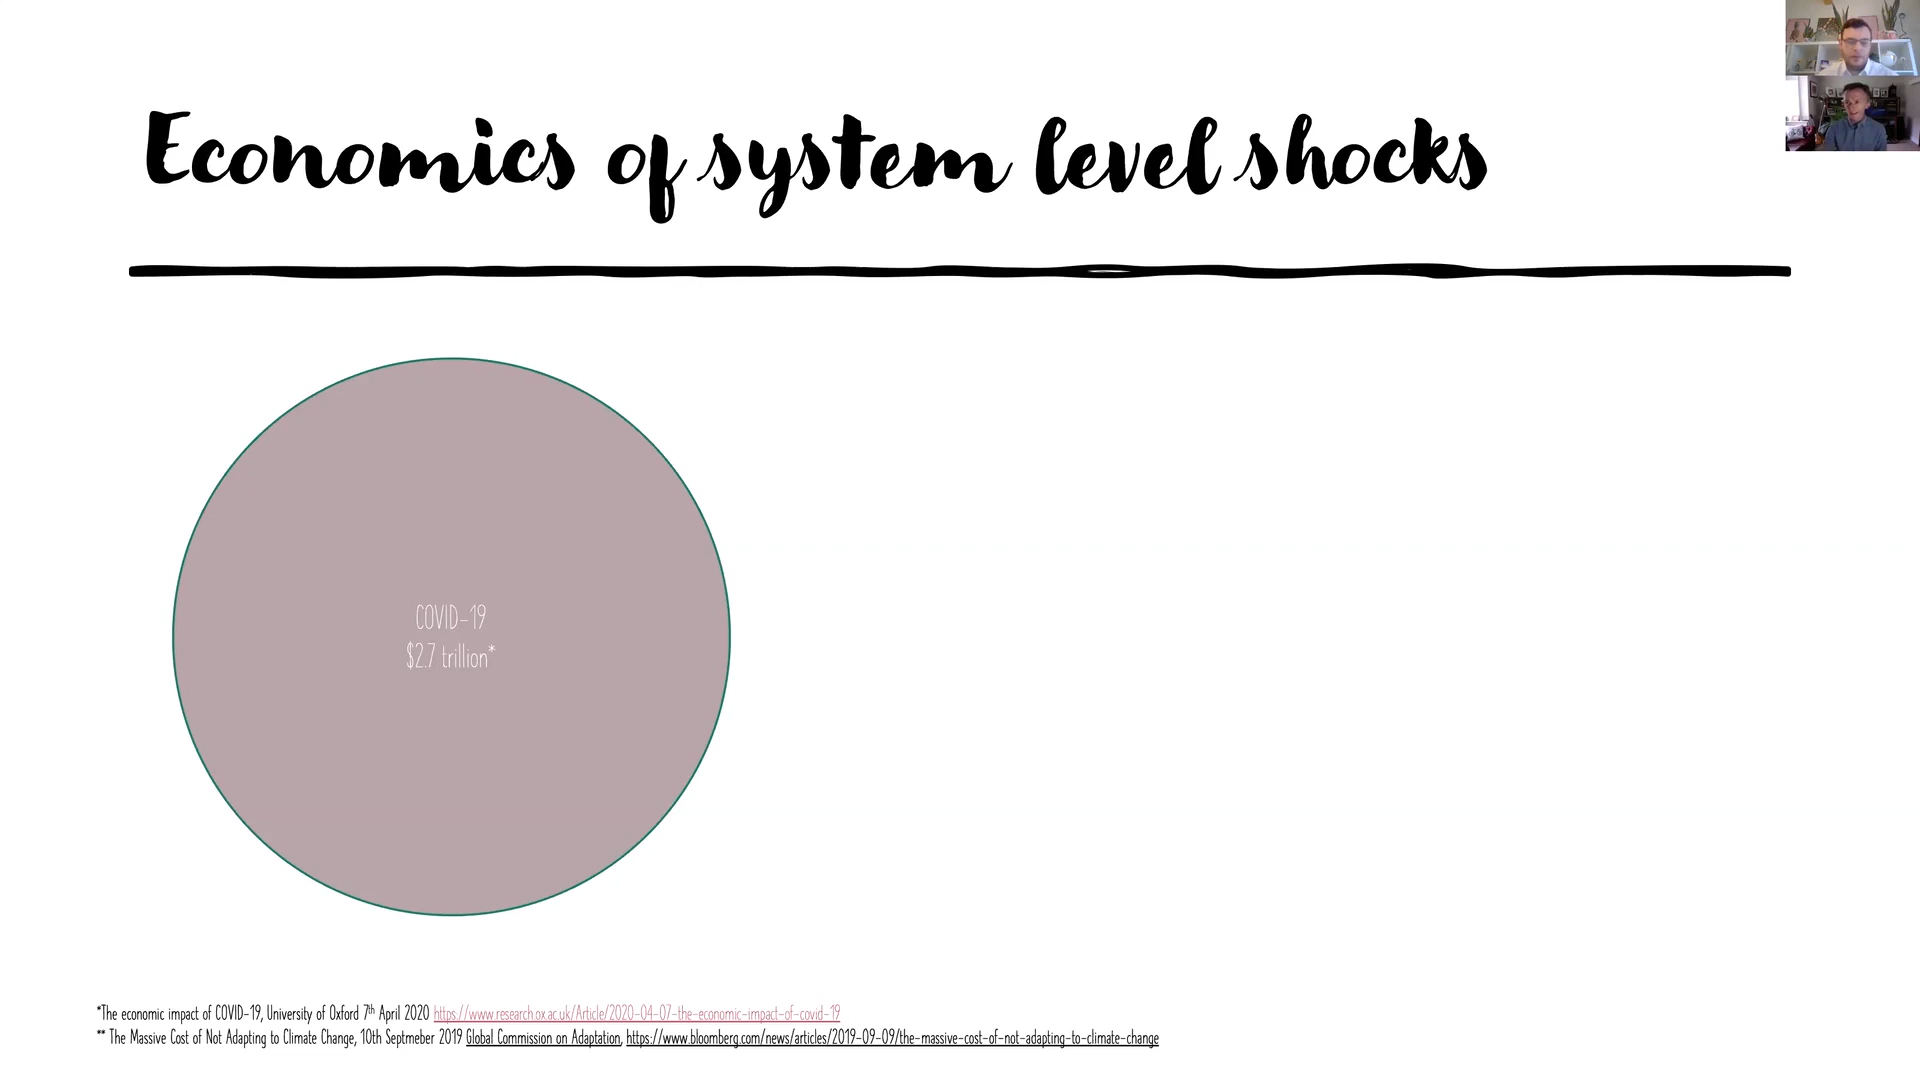 Economics of system level shocks
COVID-19
$2.7 trillion*
*The economic impact of COVID-19, University of Oxford 7th April 2020 https://www.research.ox.ac.uk/Article/2020-04-07-the-economic-impact-of-covid-19
** The Massive Cost of Not Adapting to Climate Change, 10th Septmeber 2019 Global Commission on Adaptation, https://www.bloomberg.com/news/articles/2019-09-09/the-massive-cost-of-not-adapting-to-climate-change